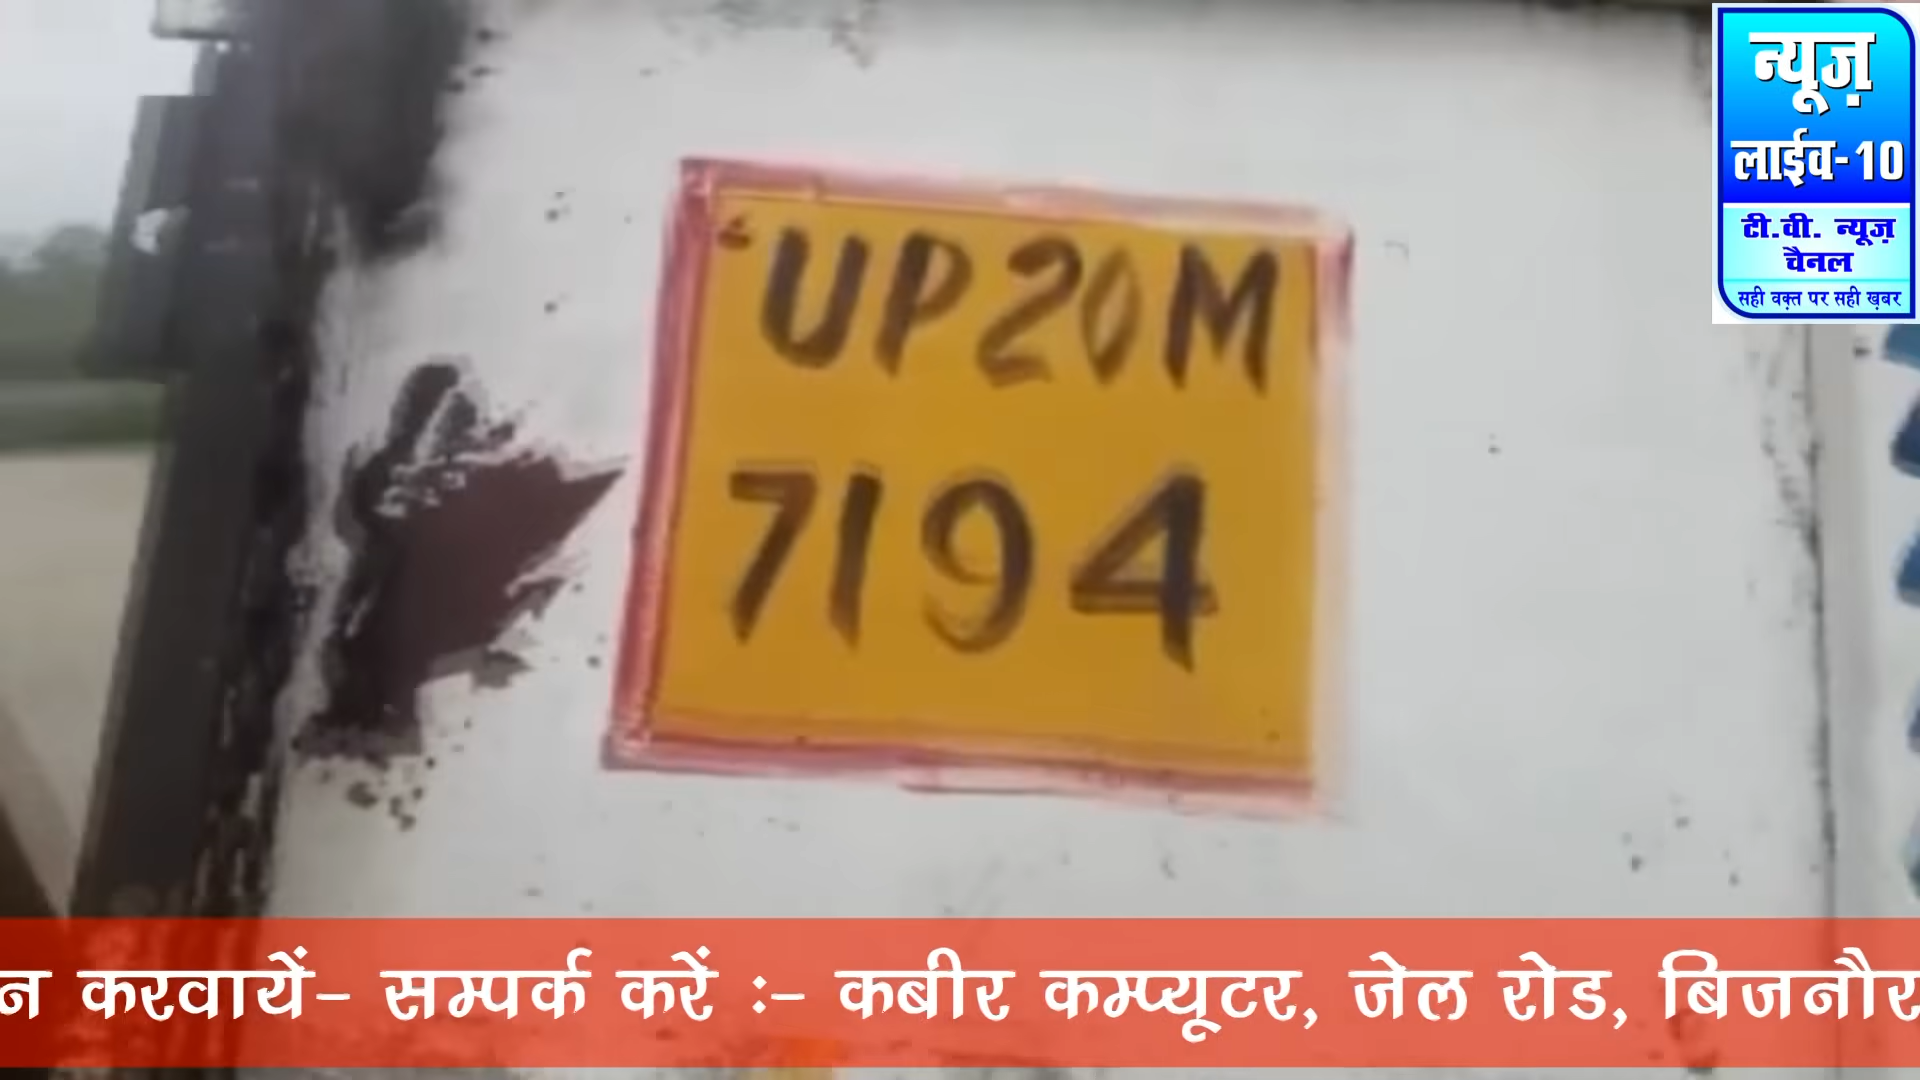 न्यूज़
लाईव-10
टी.वी. न्यूज़
चैनल
सही वक़्त पर सही ख़बर
UP20M
7194
न करवायें- सम्पर्क करें :- कबीर कम्प्यूटर, जेल रोड, बिजनौर